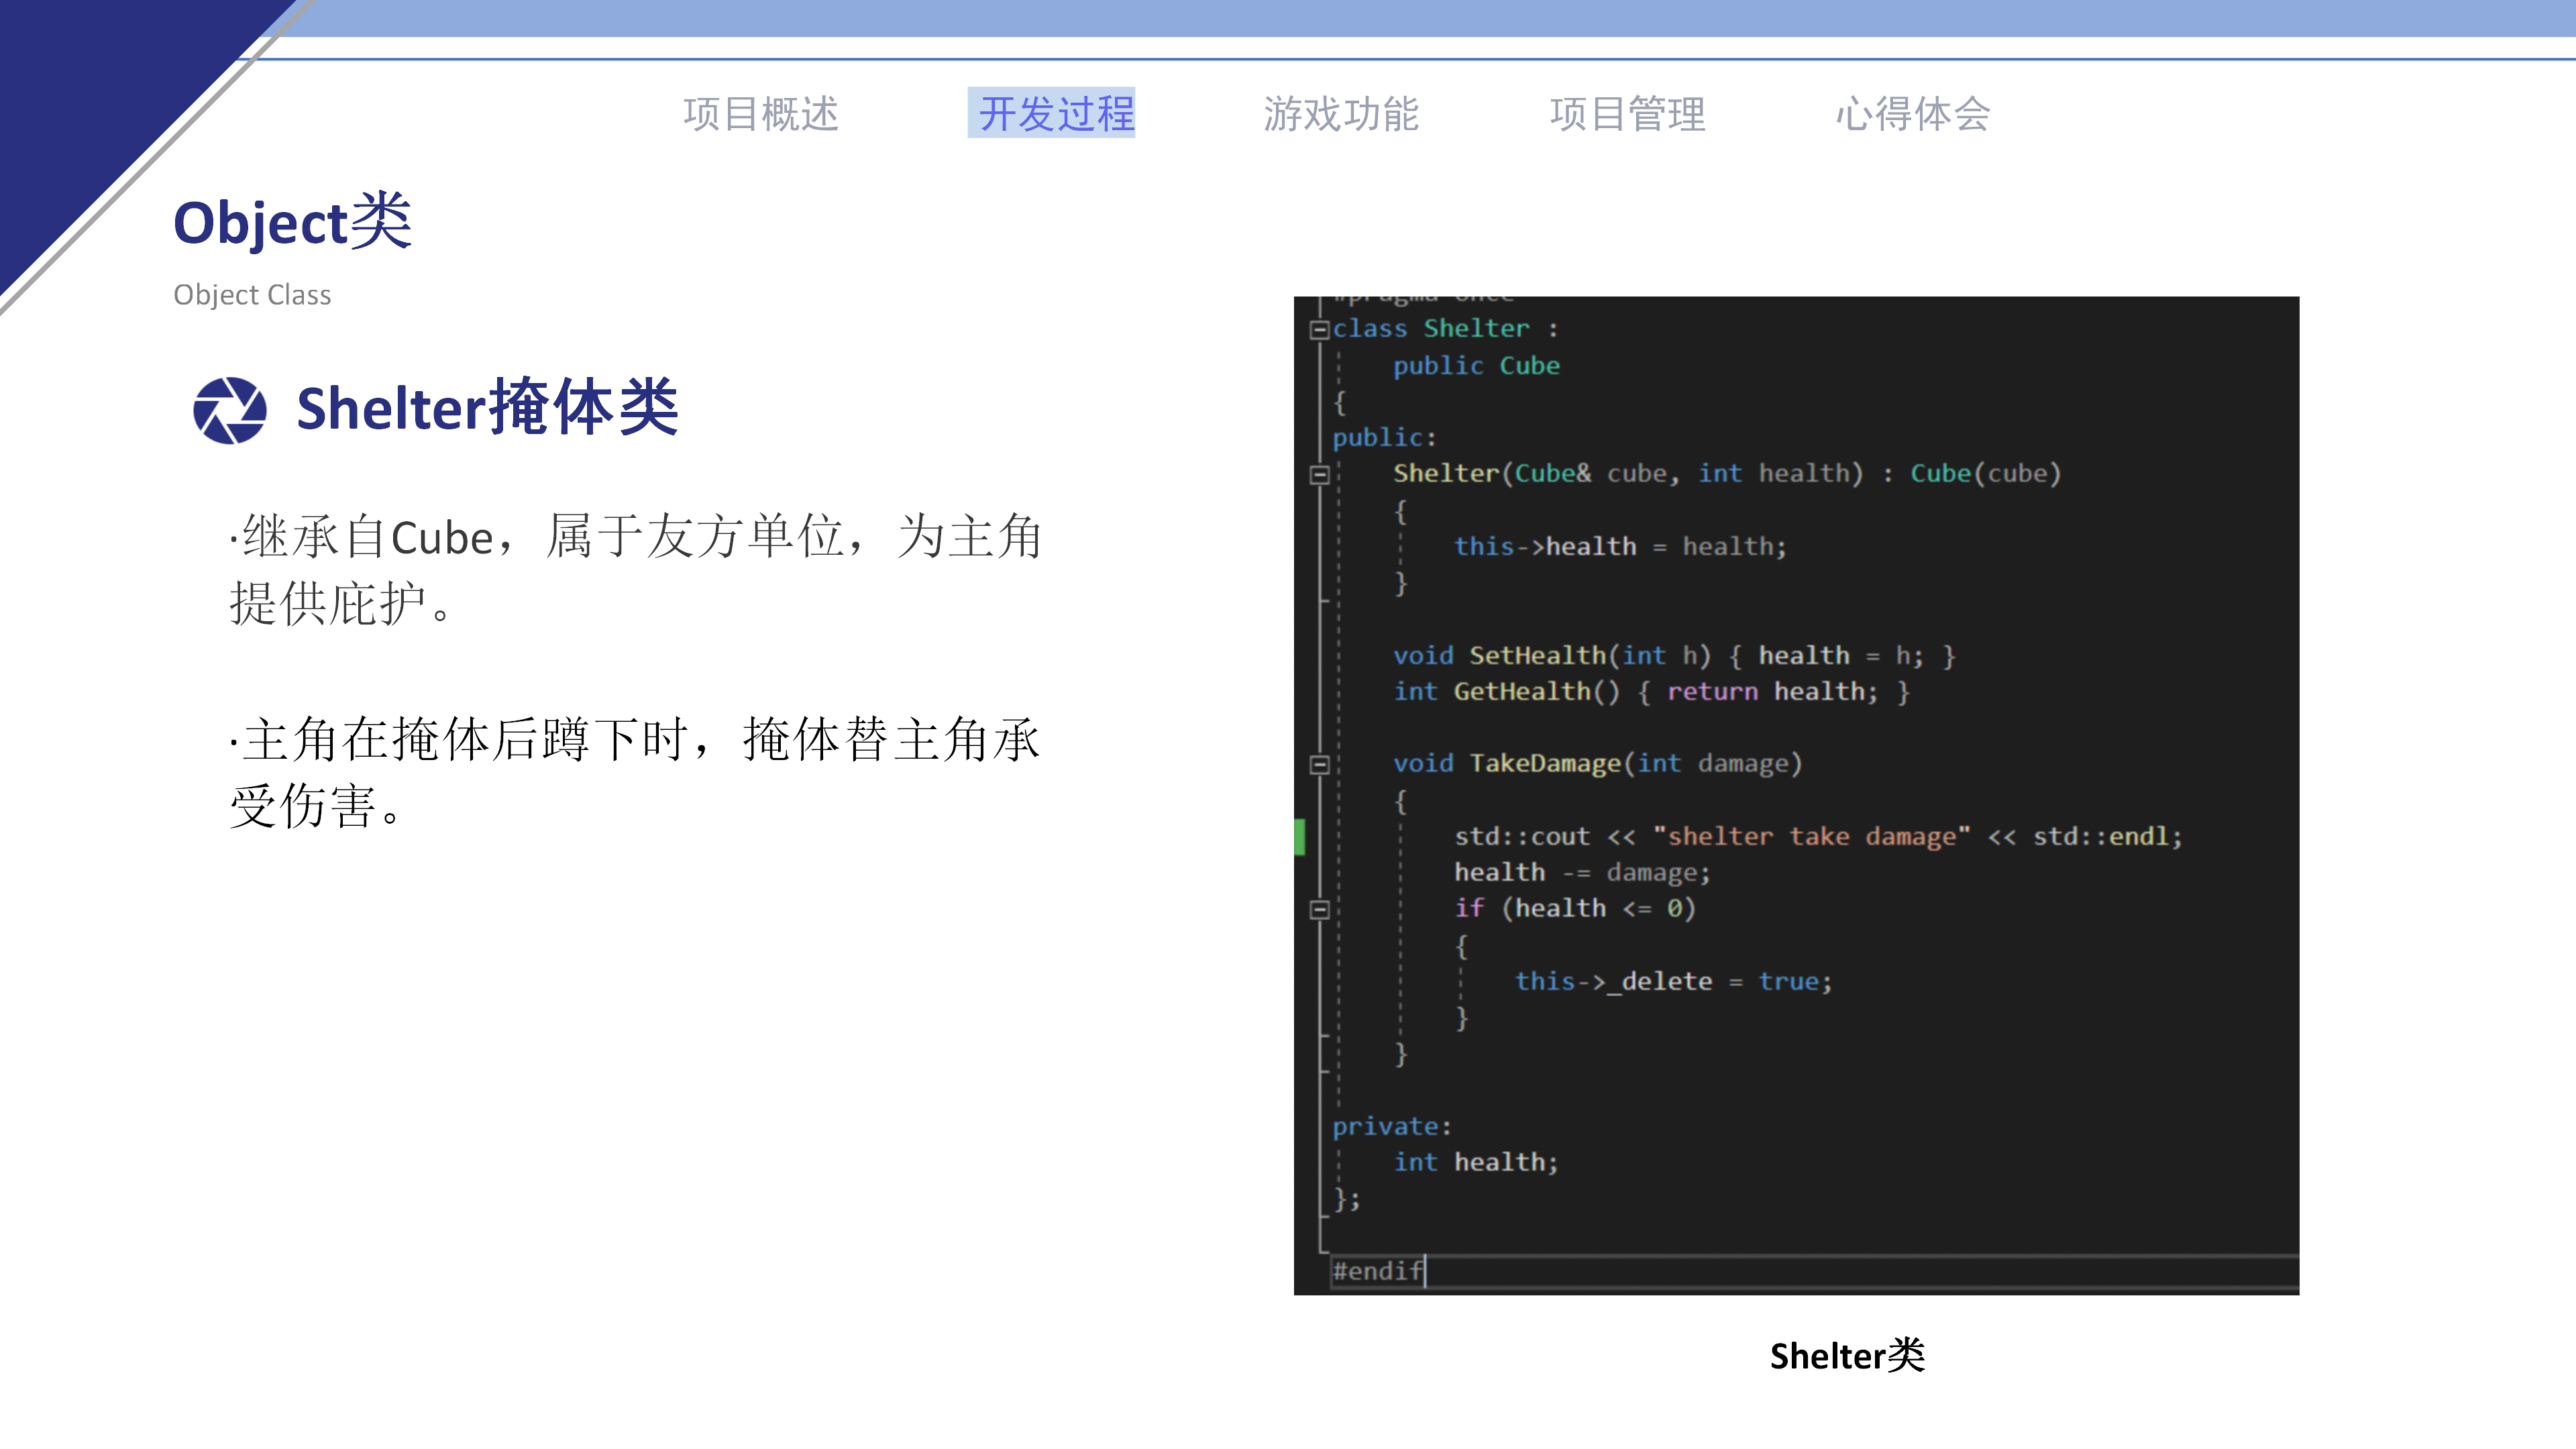 项目概述 开发过程 游戏功能 项目管理 心得体会
Object类
Object Class
Shelter掩体类
·继承自Cube，属于友方单位，为主角
提供庇护。
·主角在掩体后蹲下时，掩体替主角承
受伤害。
#pragma once
class Shelter :
    public Cube
{
public:
    Shelter(Cube& cube, int health) : Cube(cube)
    {
        this->health = health;
    }
    void SetHealth(int h) { health = h; }
    int GetHealth() { return health; }
    void TakeDamage(int damage)
    {
        std::cout << "shelter take damage" << std::endl;
        health -= damage;
        if (health <= 0)
        {
            this->_delete = true;
        }
    }
private:
    int health;
};
#endif
Shelter类